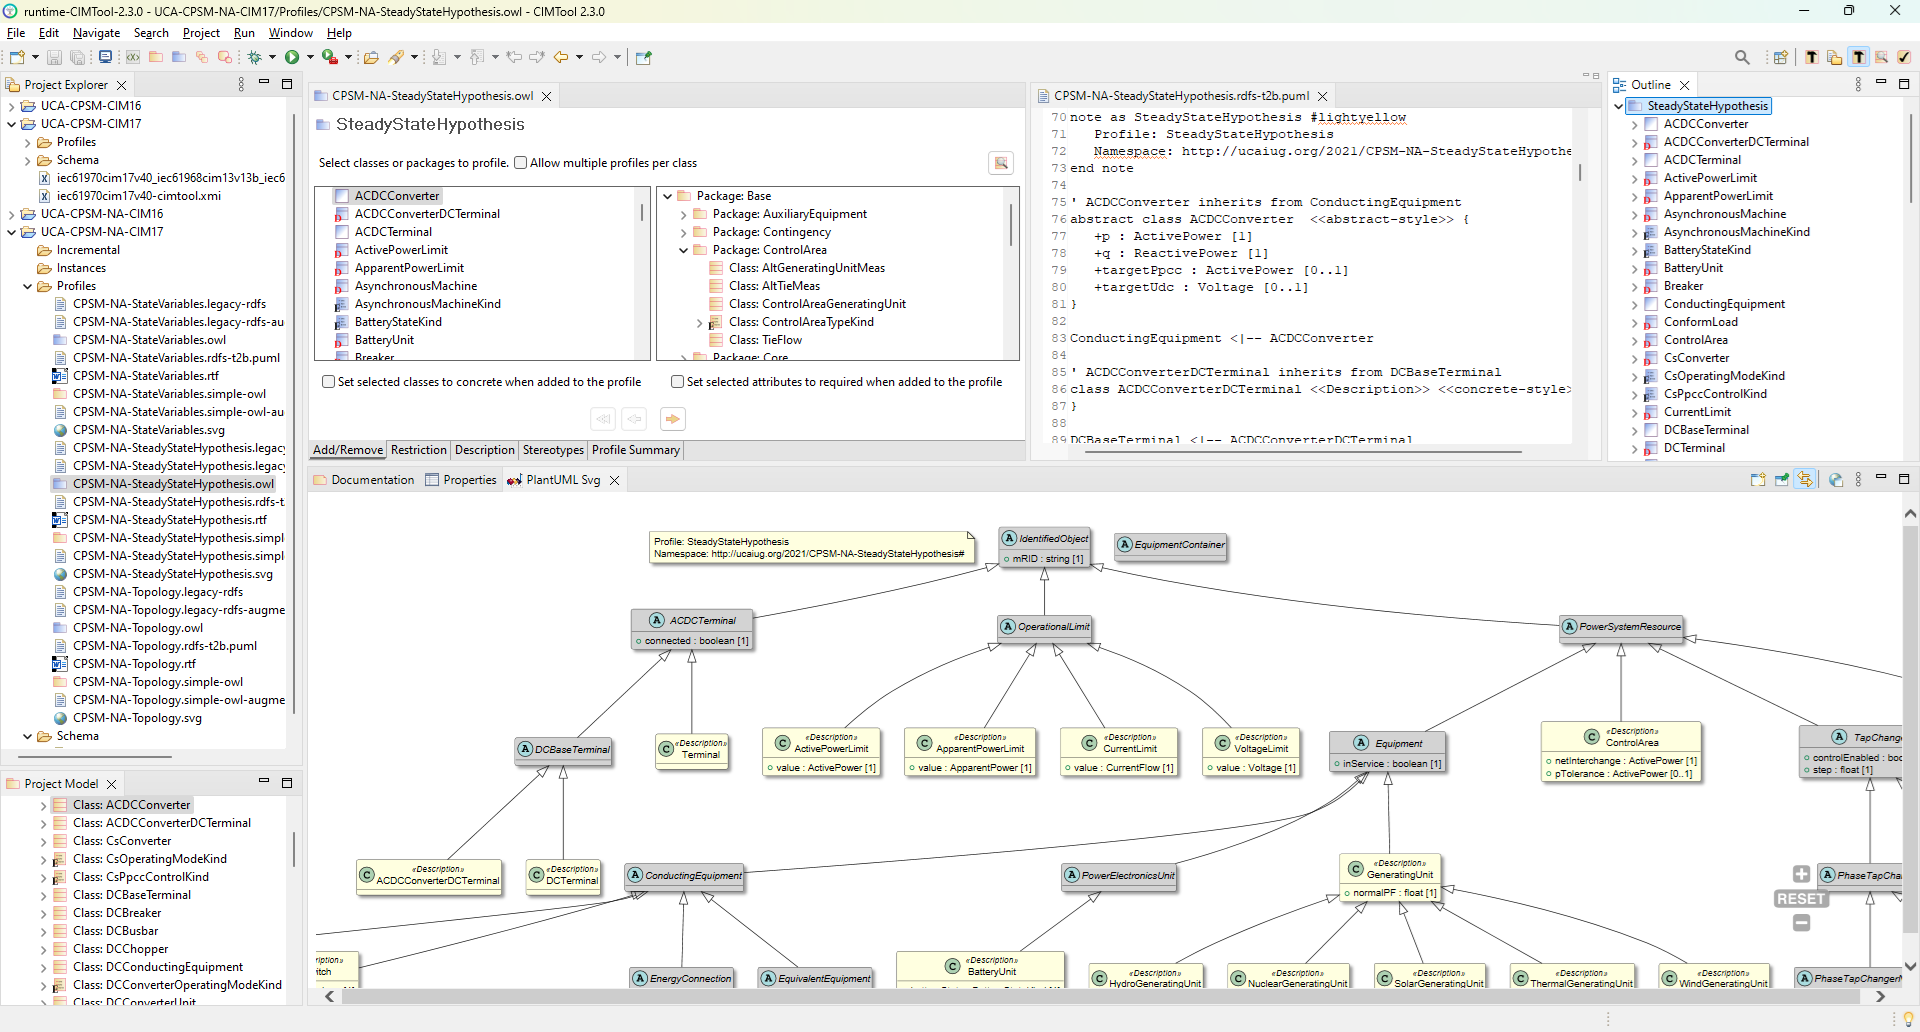 runtime-CIMTool-2.3.0 - UCA-CPSM-NA-CIM17/Profiles/CPSM-NA-SteadyStateHypothesis.owl - CIMTool 2.3.0
File Edit Navigate Search Project Run Window Help
Project Explorer
UCA-CPSM-CIM16
UCA-CPSM-CIM17
Profiles
Schema
iec61970cim17v40_iec61968cim13v13b_iec6
iec61970cim17v40-cimtool.xmi
UCA-CPSM-NA-CIM16
UCA-CPSM-NA-CIM17
Incremental
Instances
Profiles
CPSM-NA-StateVariables.legacy-rdfs
CPSM-NA-StateVariables.legacy-rdfs-au
CPSM-NA-StateVariables.owl
CPSM-NA-StateVariables.rdfs-t2b.puml
CPSM-NA-StateVariables.rtf
CPSM-NA-StateVariables.simple-owl
CPSM-NA-StateVariables.simple-owl-au
CPSM-NA-StateVariables.svg
CPSM-NA-SteadyStateHypothesis.legacy
CPSM-NA-SteadyStateHypothesis.legacy
CPSM-NA-SteadyStateHypothesis.owl
CPSM-NA-SteadyStateHypothesis.rdfs-t
CPSM-NA-SteadyStateHypothesis.rtf
CPSM-NA-SteadyStateHypothesis.simpl
CPSM-NA-SteadyStateHypothesis.simpl
CPSM-NA-SteadyStateHypothesis.svg
CPSM-NA-Topology.legacy-rdfs
CPSM-NA-Topology.legacy-rdfs-augme
CPSM-NA-Topology.owl
CPSM-NA-Topology.rdfs-t2b.puml
CPSM-NA-Topology.rtf
CPSM-NA-Topology.simple-owl
CPSM-NA-Topology.simple-owl-augme
CPSM-NA-Topology.svg
Schema
Project Model
Class: ACDCConverter
Class: ACDCConverterDCTerminal
Class: CsConverter
Class: CsOperatingModeKind
Class: CsPpccControlKind
Class: DCBaseTerminal
Class: DCBreaker
Class: DCBusbar
Class: DCChopper
Class: DCConductingEquipment
Class: DCConverterOperatingModeKind
Class: DCConverterUnit
CPSM-NA-SteadyStateHypothesis.owl
SteadyStateHypothesis
Select classes or packages to profile. Allow multiple profiles per class
ACDCConverter
ACDCConverterDCTerminal
ACDCTerminal
ActivePowerLimit
ApparentPowerLimit
AsynchronousMachine
AsynchronousMachineKind
BatteryStateKind
BatteryUnit
Breaker
Package: Base
Package: AuxiliaryEquipment
Package: Contingency
Package: ControlArea
Class: AltGeneratingUnitMeas
Class: AltTieMeas
Class: ControlAreaGeneratingUnit
Class: ControlAreaTypeKind
Class: TieFlow
Package: Core
Set selected classes to concrete when added to the profile
Set selected attributes to required when added to the profile
Add/Remove Restriction Description Stereotypes Profile Summary
CPSM-NA-SteadyStateHypothesis.rdfs-t2b.puml
70 note as SteadyStateHypothesis #lightyellow
71 Profile: SteadyStateHypothesis
72 Namespace: http://ucaiug.org/2021/CPSM-NA-SteadyStateHypothe
73 end note
74
75 ' ACDCConverter inherits from ConductingEquipment
76 abstract class ACDCConverter <<abstract-style>> {
77 +p : ActivePower [1]
78 +q : ReactivePower [1]
79 +targetPpcc : ActivePower [0..1]
80 +targetUdc : Voltage [0..1]
81 }
82
83 ConductingEquipment <|-- ACDCConverter
84
85 ' ACDCConverterDCTerminal inherits from DCBaseTerminal
86 class ACDCConverterDCTerminal <<Description>> <<concrete-style>
87 }
88
89 DCBaseTerminal <|-- ACDCConverterDCTerminal
Outline
SteadyStateHypothesis
ACDCConverter
ACDCConverterDCTerminal
ACDCTerminal
ActivePowerLimit
ApparentPowerLimit
AsynchronousMachine
AsynchronousMachineKind
BatteryStateKind
BatteryUnit
Breaker
ConductingEquipment
ConformLoad
ControlArea
CsConverter
CsOperatingModeKind
CsPpccControlKind
CurrentLimit
DCBaseTerminal
DCTerminal
Documentation Properties PlantUML Svg
Profile: SteadyStateHypothesis
Namespace: http://ucaiug.org/2021/CPSM-NA-SteadyStateHypothesis#
A IdentifiedObject
mRID : string [1]
A EquipmentContainer
A ACDCTerminal
connected : boolean [1]
A OperationalLimit
A PowerSystemResource
A DCBaseTerminal
C «Description»
Terminal
C «Description»
ActivePowerLimit
value : ActivePower [1]
C «Description»
ApparentPowerLimit
value : ApparentPower [1]
C «Description»
CurrentLimit
value : CurrentFlow [1]
C «Description»
VoltageLimit
value : Voltage [1]
A Equipment
inService : boolean [1]
C «Description»
ControlArea
netInterchange : ActivePower [1]
pTolerance : ActivePower [0..1]
A TapChange
controlEnabled : boo
step : float [1]
C «Description»
ACDCConverterDCTerminal
C «Description»
DCTerminal
A ConductingEquipment
A PowerElectronicsUnit
C «Description»
GeneratingUnit
normalPF : float [1]
A PhaseTapCha
RESET
ription»
itch
A EnergyConnection
A EquivalentEquipment
C «Description»
BatteryUnit
C «Description»
HydroGeneratingUnit
C «Description»
NuclearGeneratingUnit
C «Description»
SolarGeneratingUnit
C «Description»
ThermalGeneratingUnit
C «Description»
WindGeneratingUnit
A PhaseTapChanger